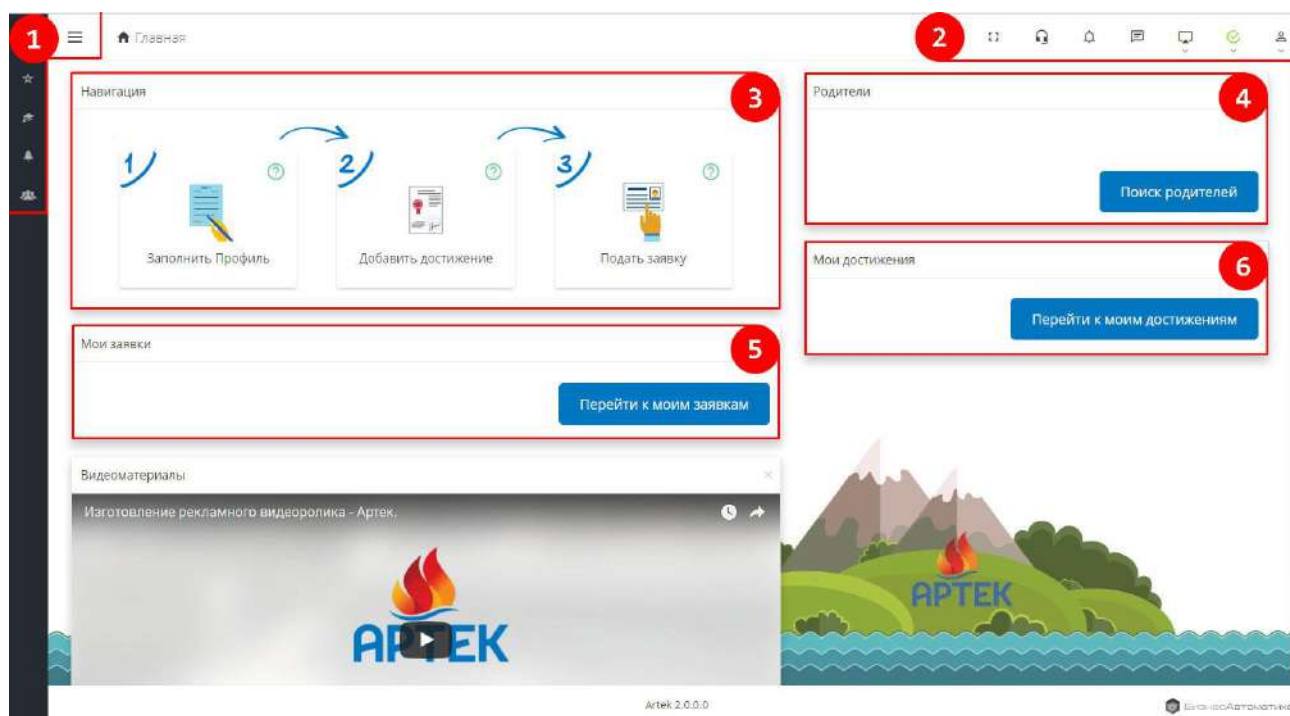 1
Главная
2
Навигация
3
1
2
3
Заполнить Профиль
Добавить достижение
Подать заявку
Родители
4
Поиск родителей
Мои заявки
5
Перейти к моим заявкам
Мои достижения
6
Перейти к моим достижениям
Видеоматериалы
Изготовление рекламного видеоролика - Артек.
АРТЕК
АРТЕК
Artek 2.0.0.0
БизнесАвтоматика